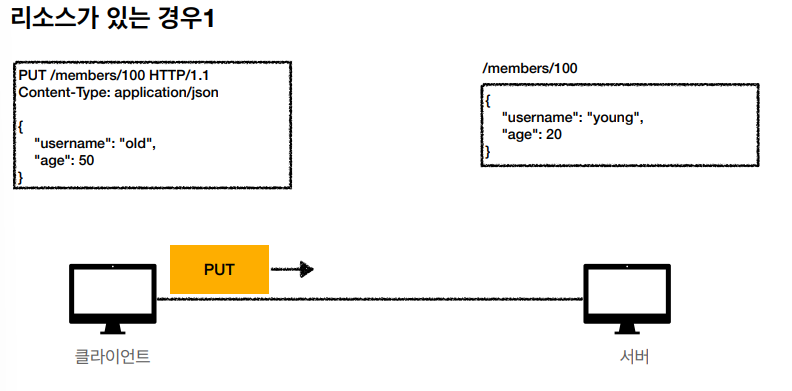 리소스가 있는 경우1
PUT /members/100 HTTP/1.1
Content-Type: application/json
{
"username": "old",
"age": 50
}
/members/100
{
"username": "young",
"age": 20
}
PUT
클라이언트
서버